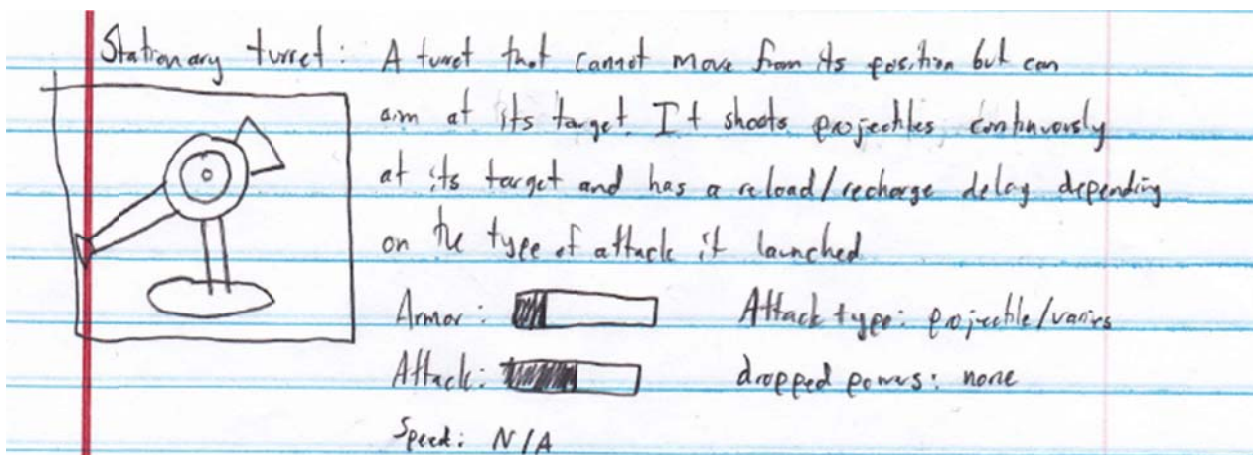 Stationary turret: A turret that cannot move from its position but can
aim at its target. It shoots projectiles continuously
at its target and has a reload/recharge delay depending
on the type of attack it launched
Armor: Attack type: projectile/varies
Attack: dropped powers: none
Speed: N/A